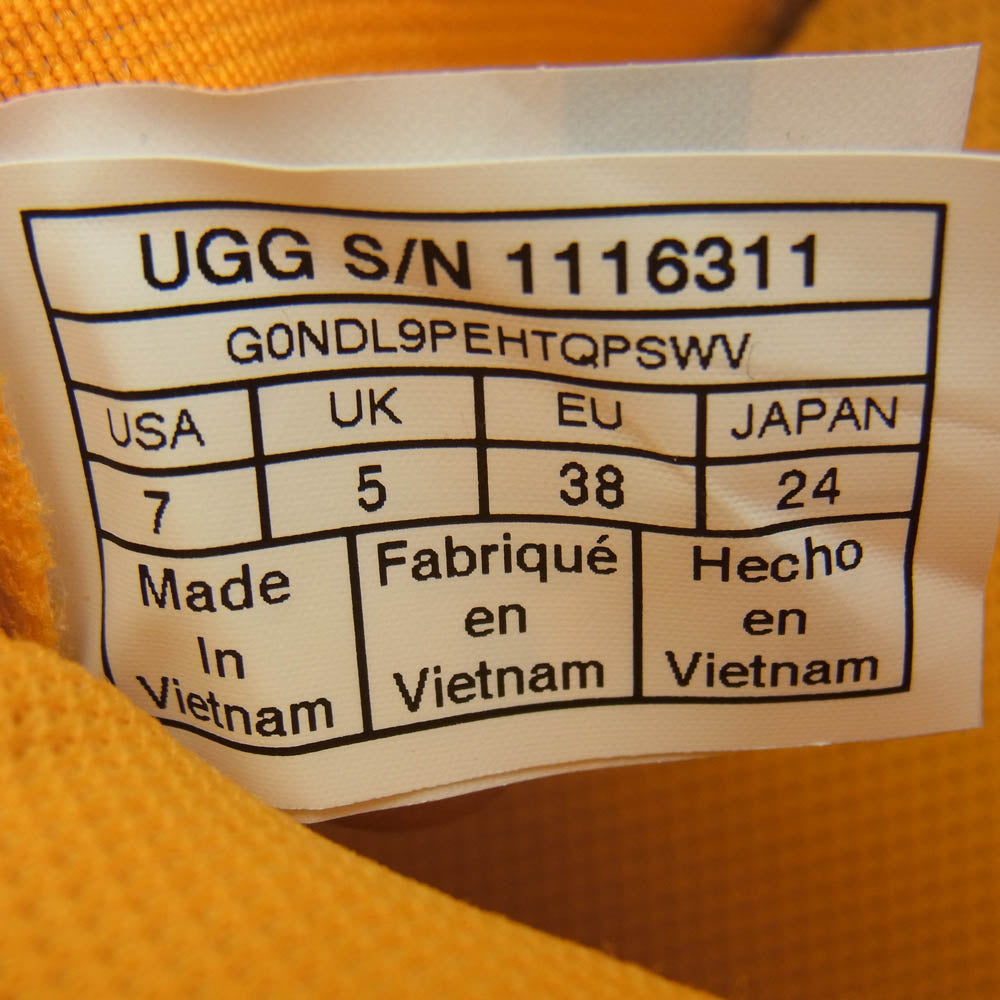 UGG S/N 1116311
G0NDL9PEHTQPSWV
USA UK EU JAPAN
7 5 38 24
Made In Vietnam
Fabriqué en Vietnam
Hecho en Vietnam